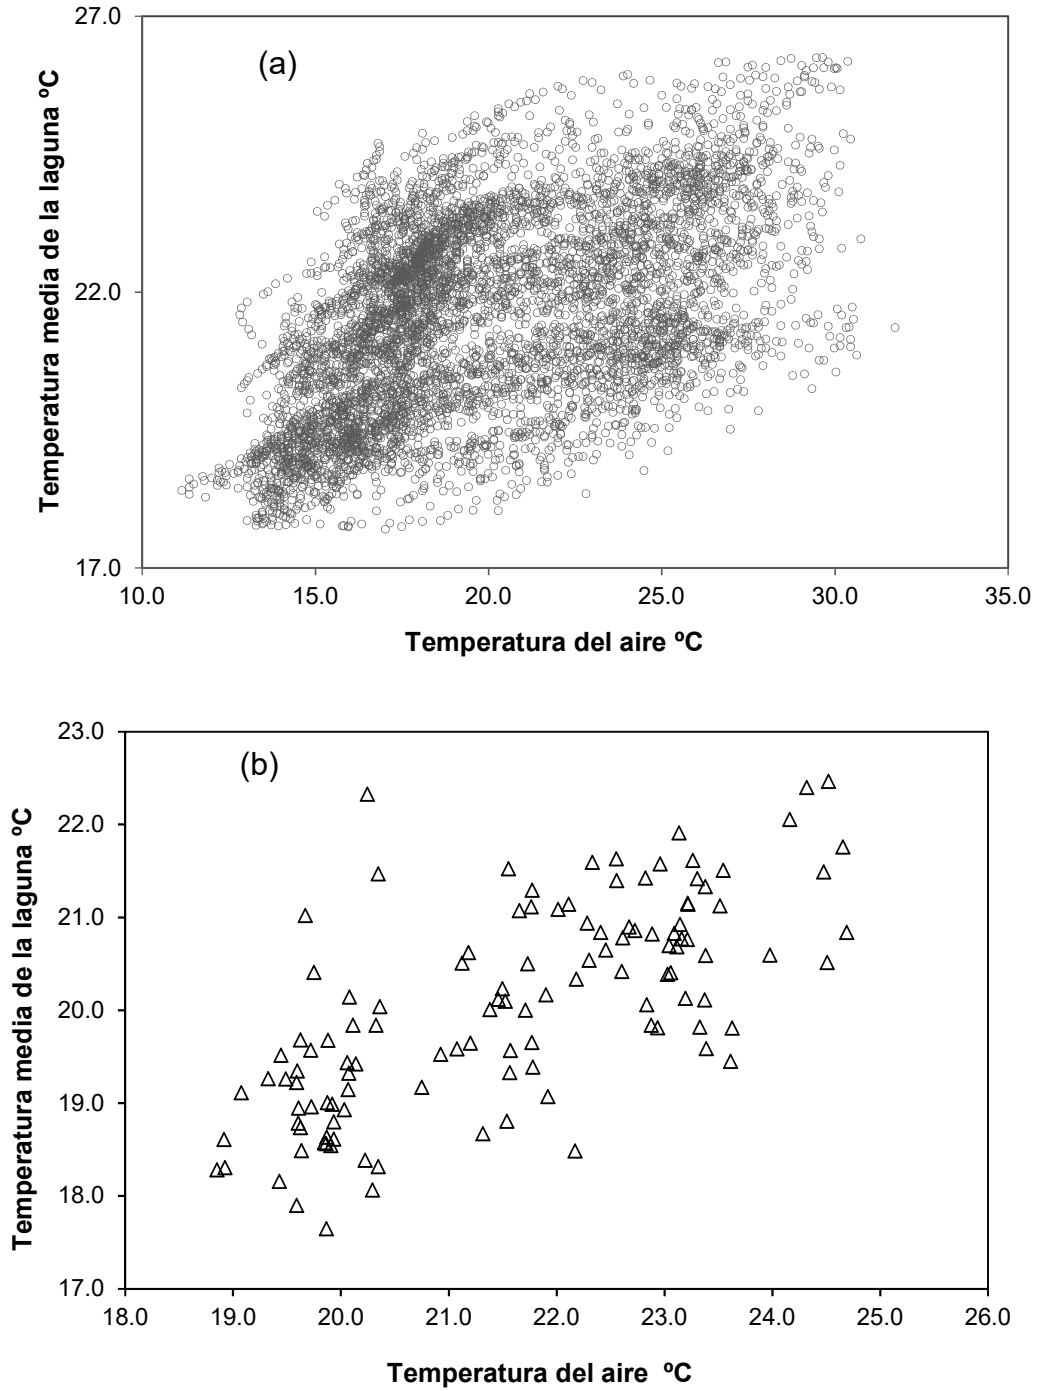 27.0
(a)
Temperatura media de la laguna ºC
22.0
17.0
10.0 15.0 20.0 25.0 30.0 35.0
Temperatura del aire ºC
23.0
(b)
22.0
21.0
Temperatura media de la laguna ºC
20.0
19.0
18.0
17.0
18.0 19.0 20.0 21.0 22.0 23.0 24.0 25.0 26.0
Temperatura del aire ºC